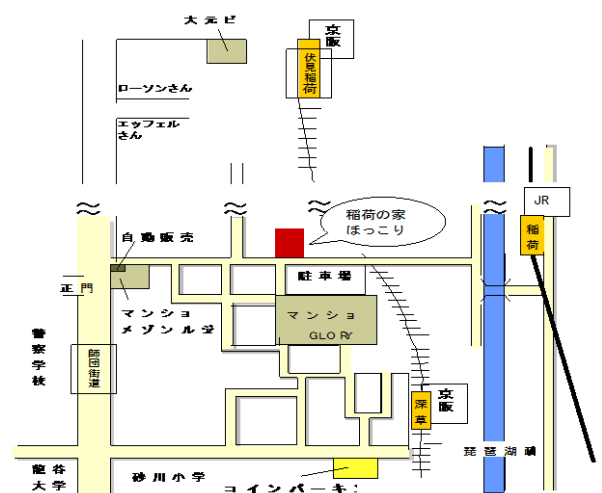 大元ビ
京阪
伏見稲荷
ローソンさん
エッフェル
さん
稲荷の家
ほっこり
JR
稲荷
自動販売
駐車場
正門
マンショ
メゾンル
マンショ
GLORY
警察学校
師団街道
京阪
深草
琵琶湖
龍谷
大学
砂川小学
コインパーキ